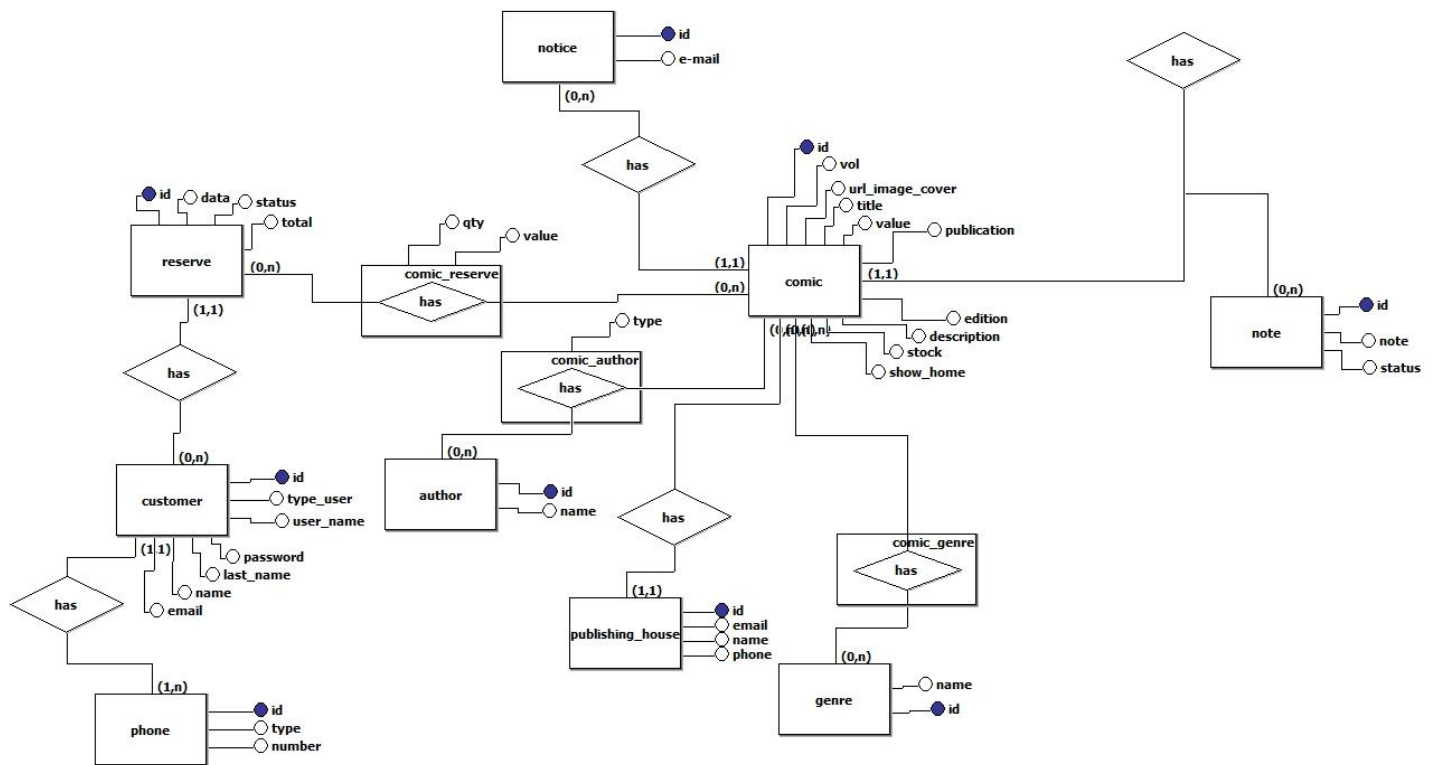 notice
id
e-mail
(0,n)
has
has
id
data
status
total
reserve
(0,n)
(1,1)
qty
value
comic_reserve
has
id
vol
url_image_cover
title
value
publication
(1,1)
comic
(1,1)
(0,n)
edition
description
stock
show_home
(0,n)
note
id
note
status
type
comic_author
has
has
(0,n)
customer
id
type_user
user_name
(1,1)
password
last_name
name
email
(0,n)
author
id
name
has
comic_genre
has
has
(1,1)
publishing_house
id
email
name
phone
(0,n)
genre
name
id
(1,n)
phone
id
type
number